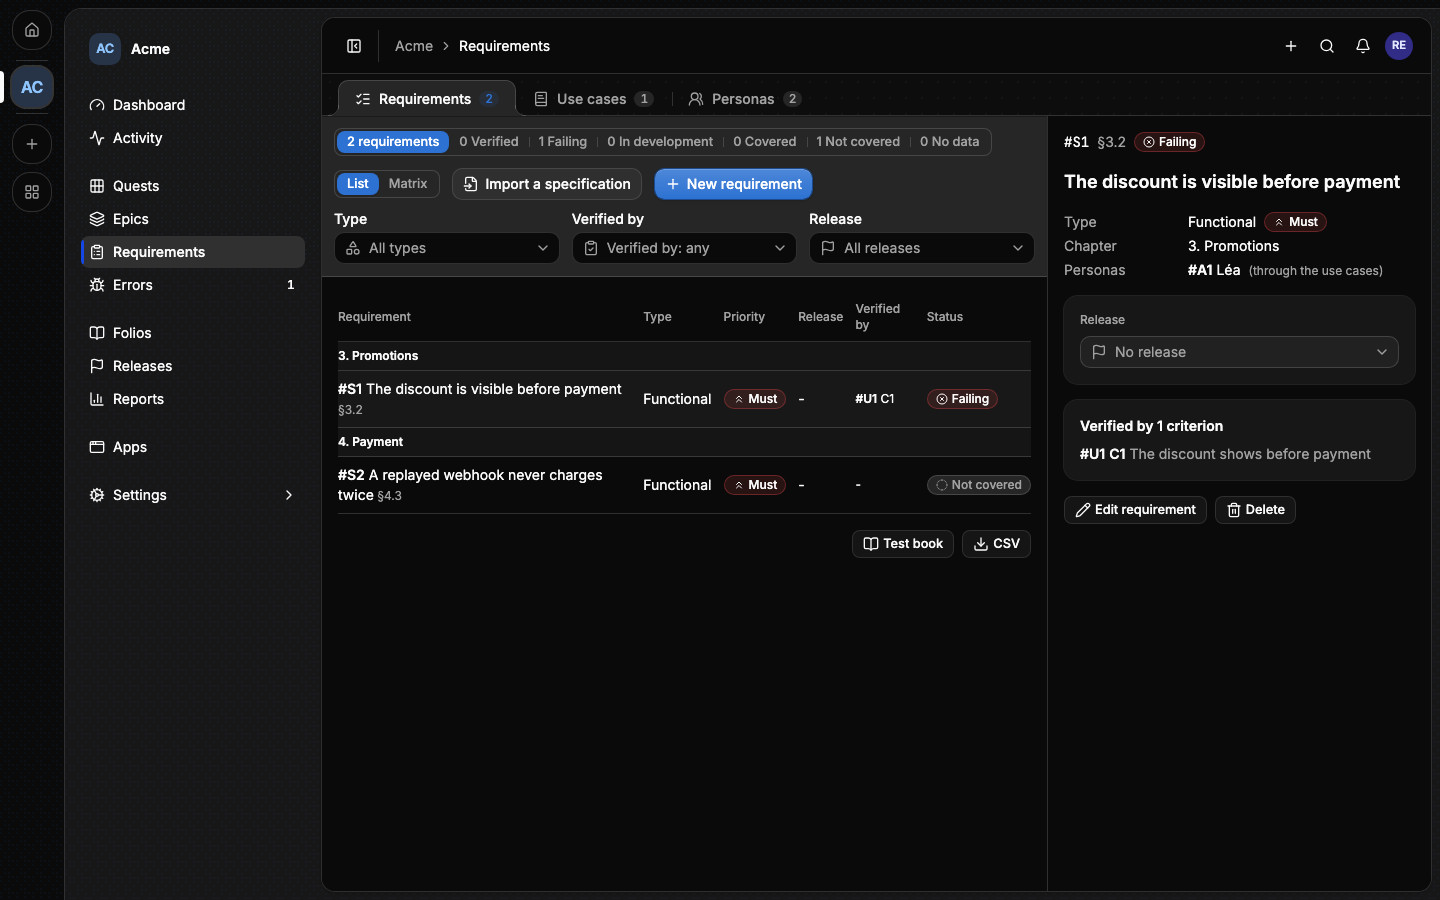 AC
Acme
Dashboard
Activity
Quests
Epics
Requirements
Errors 1
Folios
Releases
Reports
Apps
Settings
AC
Acme > Requirements
RE
Requirements 2
Use cases 1
Personas 2
2 requirements 0 Verified 1 Failing 0 In development 0 Covered 1 Not covered 0 No data
List Matrix Import a specification + New requirement
Type Verified by Release
All types Verified by: any All releases
Requirement Type Priority Release Verified by Status
3. Promotions
#S1 The discount is visible before payment
§3.2
Functional Must - #U1 C1 Failing
4. Payment
#S2 A replayed webhook never charges
twice §4.3
Functional Must - - Not covered
Test book CSV
#S1 §3.2 Failing
The discount is visible before payment
Type Functional Must
Chapter 3. Promotions
Personas #A1 Léa (through the use cases)
Release
No release
Verified by 1 criterion
#U1 C1 The discount shows before payment
Edit requirement Delete